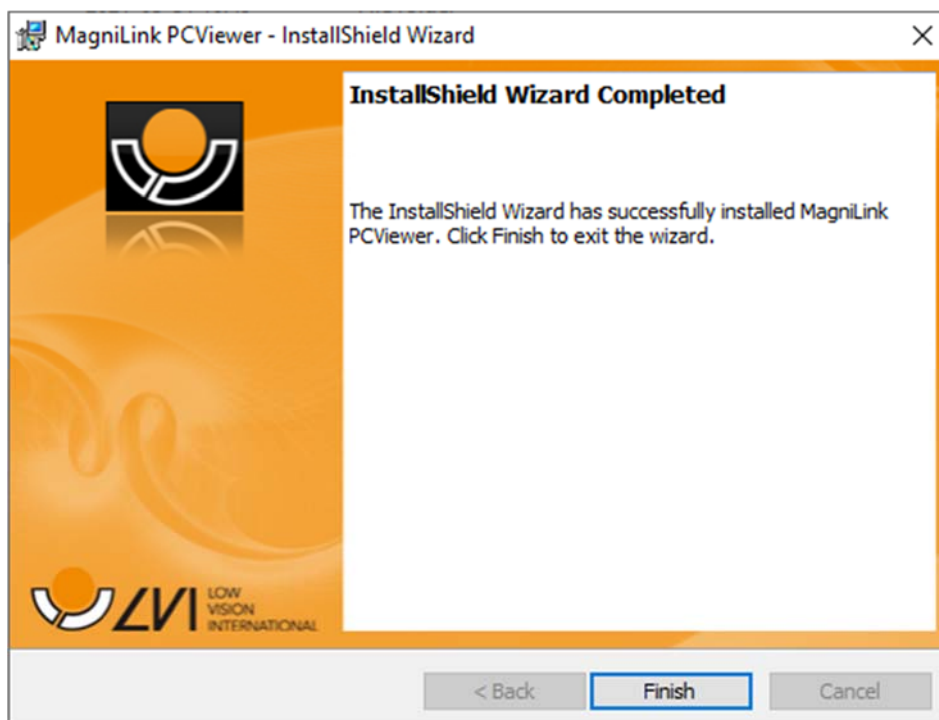 MagniLink PCViewer - InstallShield Wizard
InstallShield Wizard Completed
The InstallShield Wizard has successfully installed MagniLink
PCViewer. Click Finish to exit the wizard.
LVI
LOW
VISION
INTERNATIONAL
< Back
Finish
Cancel